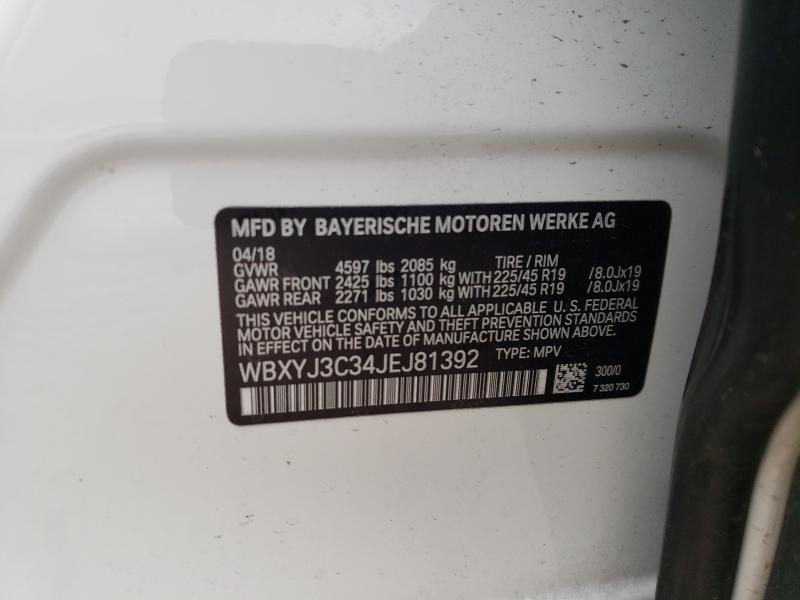 MFD BY BAYERISCHE MOTOREN WERKE AG
04/18
GVWR 4597 lbs 2085 kg TIRE / RIM
GAWR FRONT 2425 lbs 1100 kg WITH 225/45 R19 /8.0Jx19
GAWR REAR 2271 lbs 1030 kg WITH 225/45 R19 /8.0Jx19
THIS VEHICLE CONFORMS TO ALL APPLICABLE U. S. FEDERAL
MOTOR VEHICLE SAFETY AND THEFT PREVENTION STANDARDS
IN EFFECT ON THE DATE OF MANUFACTURE SHOWN ABOVE.
WBXYJ3C34JEJ81392 TYPE: MPV
300/0
7 320 730